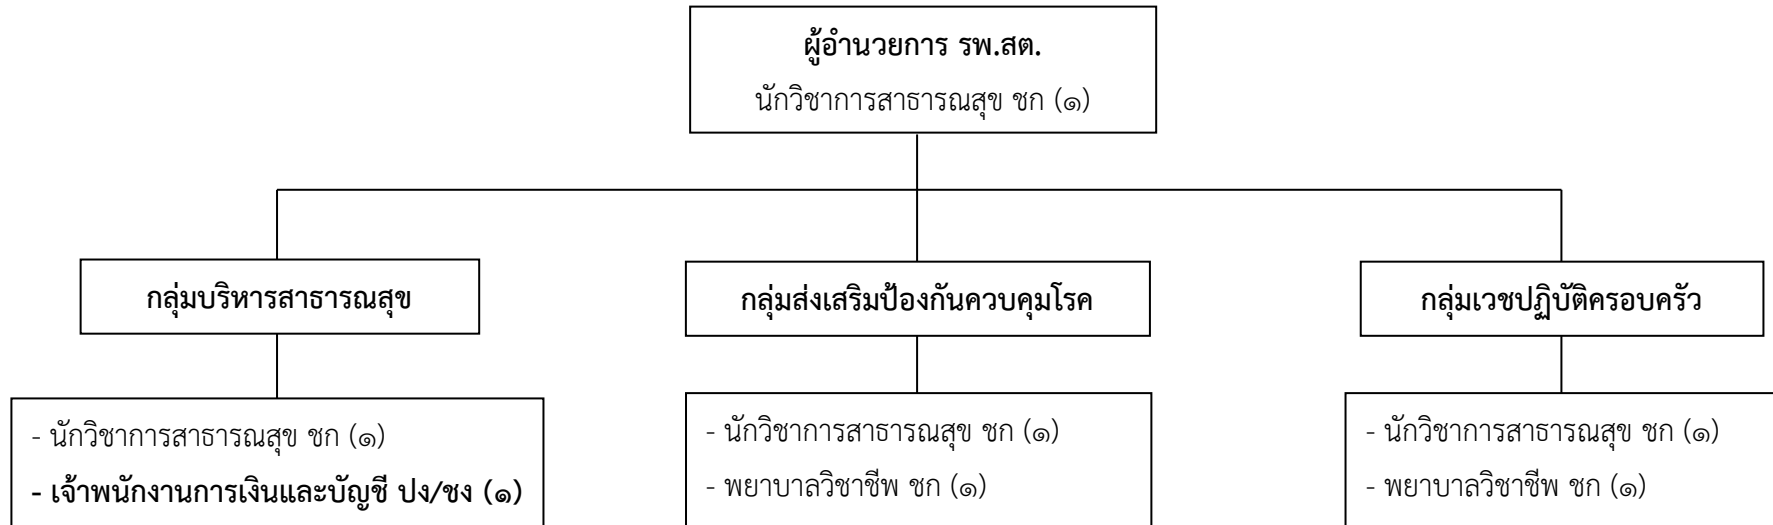 ผู้อำนวยการ รพ.สต.
นักวิชาการสาธารณสุข ชก (๑)
กลุ่มบริหารสาธารณสุข
กลุ่มส่งเสริมป้องกันควบคุมโรค
กลุ่มเวชปฏิบัติครอบครัว
- นักวิชาการสาธารณสุข ชก (๑)
- เจ้าพนักงานการเงินและบัญชี ปง/ชง (๑)
- นักวิชาการสาธารณสุข ชก (๑)
- พยาบาลวิชาชีพ ชก (๑)
- นักวิชาการสาธารณสุข ชก (๑)
- พยาบาลวิชาชีพ ชก (๑)